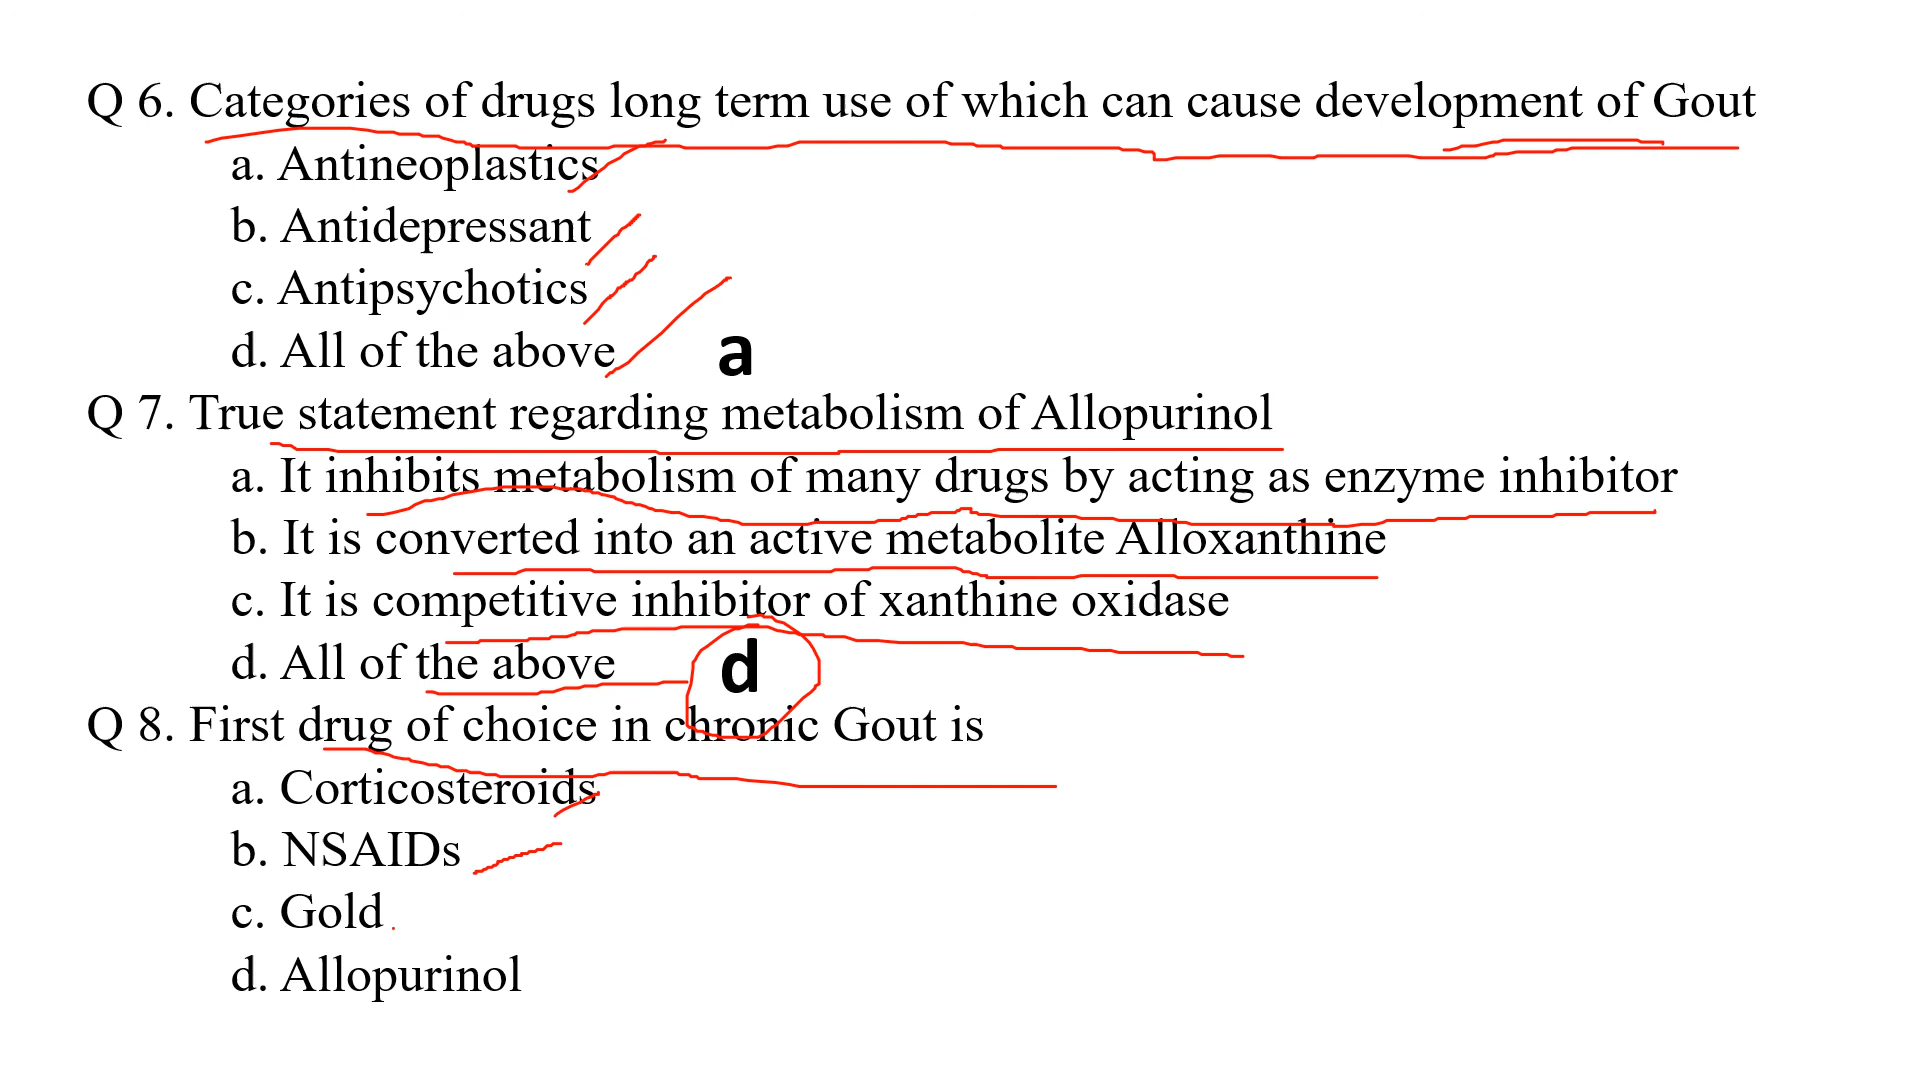 Q 6. Categories of drugs long term use of which can cause development of Gout
a. Antineoplastics
b. Antidepressant
c. Antipsychotics
d. All of the above a
Q 7. True statement regarding metabolism of Allopurinol
a. It inhibits metabolism of many drugs by acting as enzyme inhibitor
b. It is converted into an active metabolite Alloxanthine
c. It is competitive inhibitor of xanthine oxidase
d. All of the above d
Q 8. First drug of choice in chronic Gout is
a. Corticosteroids
b. NSAIDs
c. Gold
d. Allopurinol